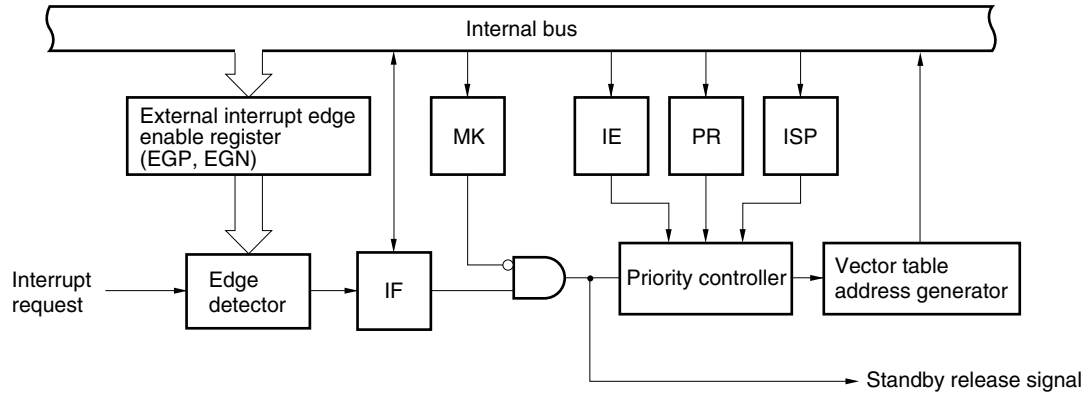 Internal bus
External interrupt edge
enable register
(EGP, EGN)
MK
IE
PR
ISP
Interrupt
request
Edge
detector
IF
Priority controller
Vector table
address generator
Standby release signal